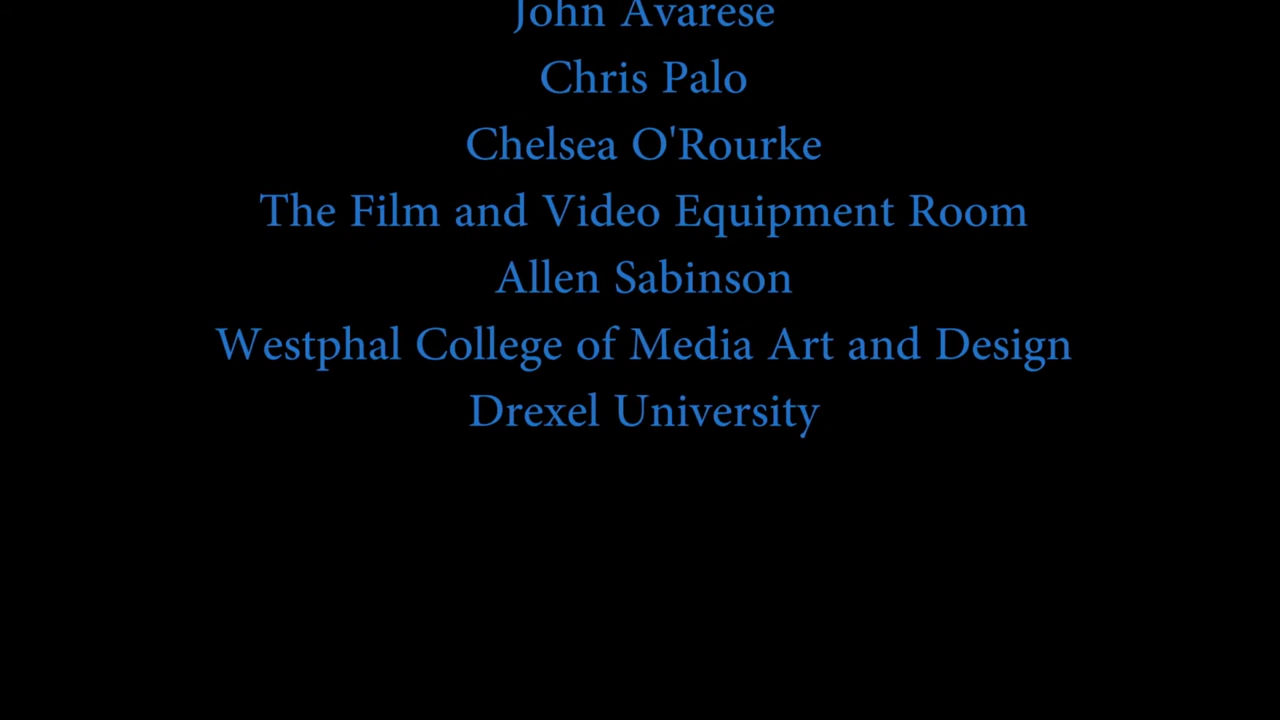 John Avarese
Chris Palo
Chelsea O'Rourke
The Film and Video Equipment Room
Allen Sabinson
Westphal College of Media Art and Design
Drexel University